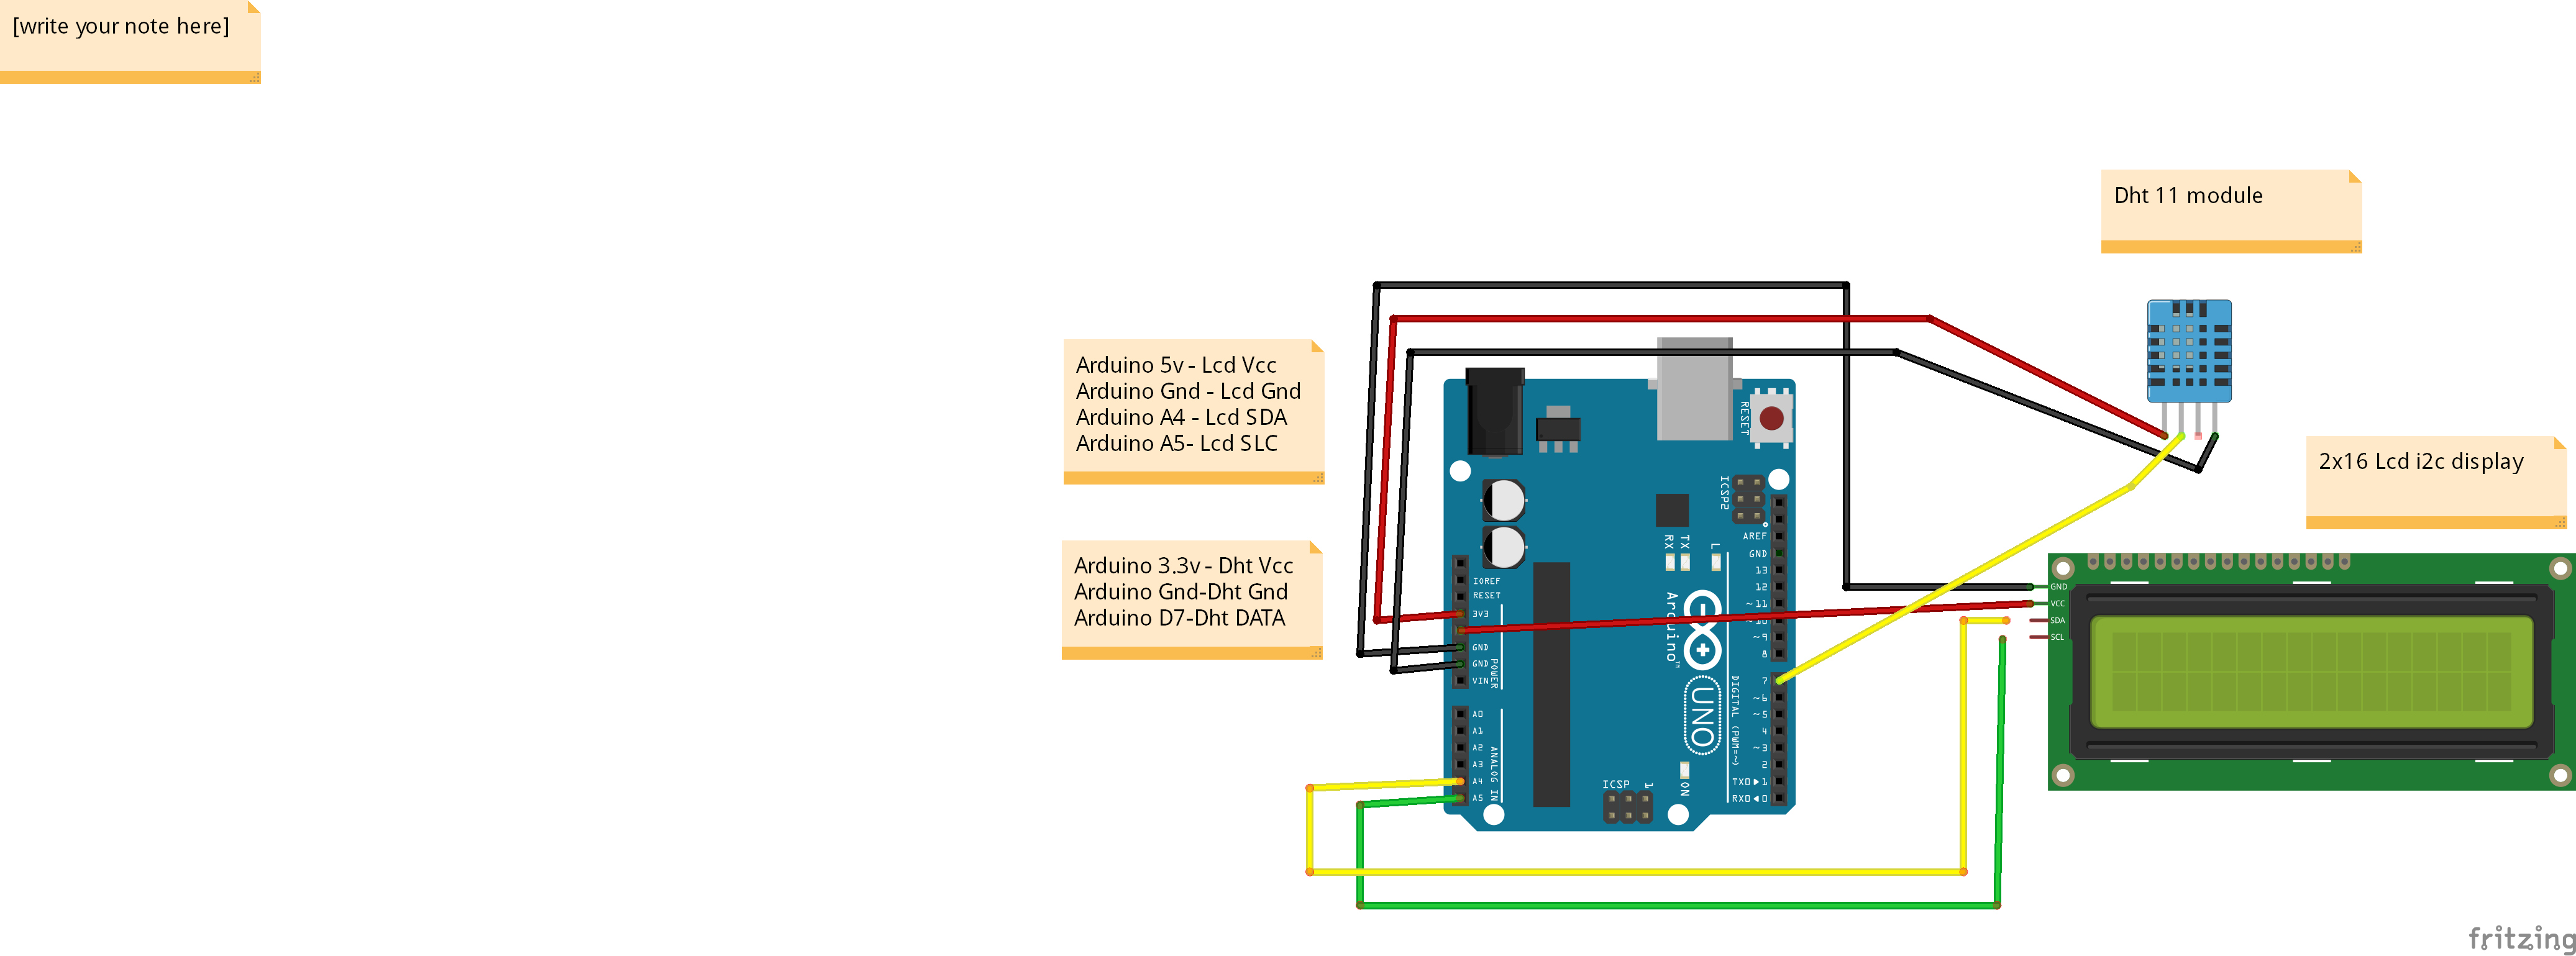 [write your note here]
Dht 11 module
Arduino 5v - Lcd Vcc
Arduino Gnd - Lcd Gnd
Arduino A4 - Lcd SDA
Arduino A5- Lcd SLC
2x16 Lcd i2c display
Arduino 3.3v - Dht Vcc
Arduino Gnd-Dht Gnd
Arduino D7-Dht DATA
RESET
ICSP2
AREF
GND
13
12
~11
~10
~9
8
7
~6
~5
4
~3
2
TX0▶1
RX0◀0
RX
TX
L
IOREF
RESET
3V3
GND
GND
VIN
POWER
A0
A1
A2
A3
A4
A5
ANALOG IN
Arduino™
UNO
DIGITAL (PWM=~)
ICSP
1
ON
GND
VCC
SDA
SCL
fritzing